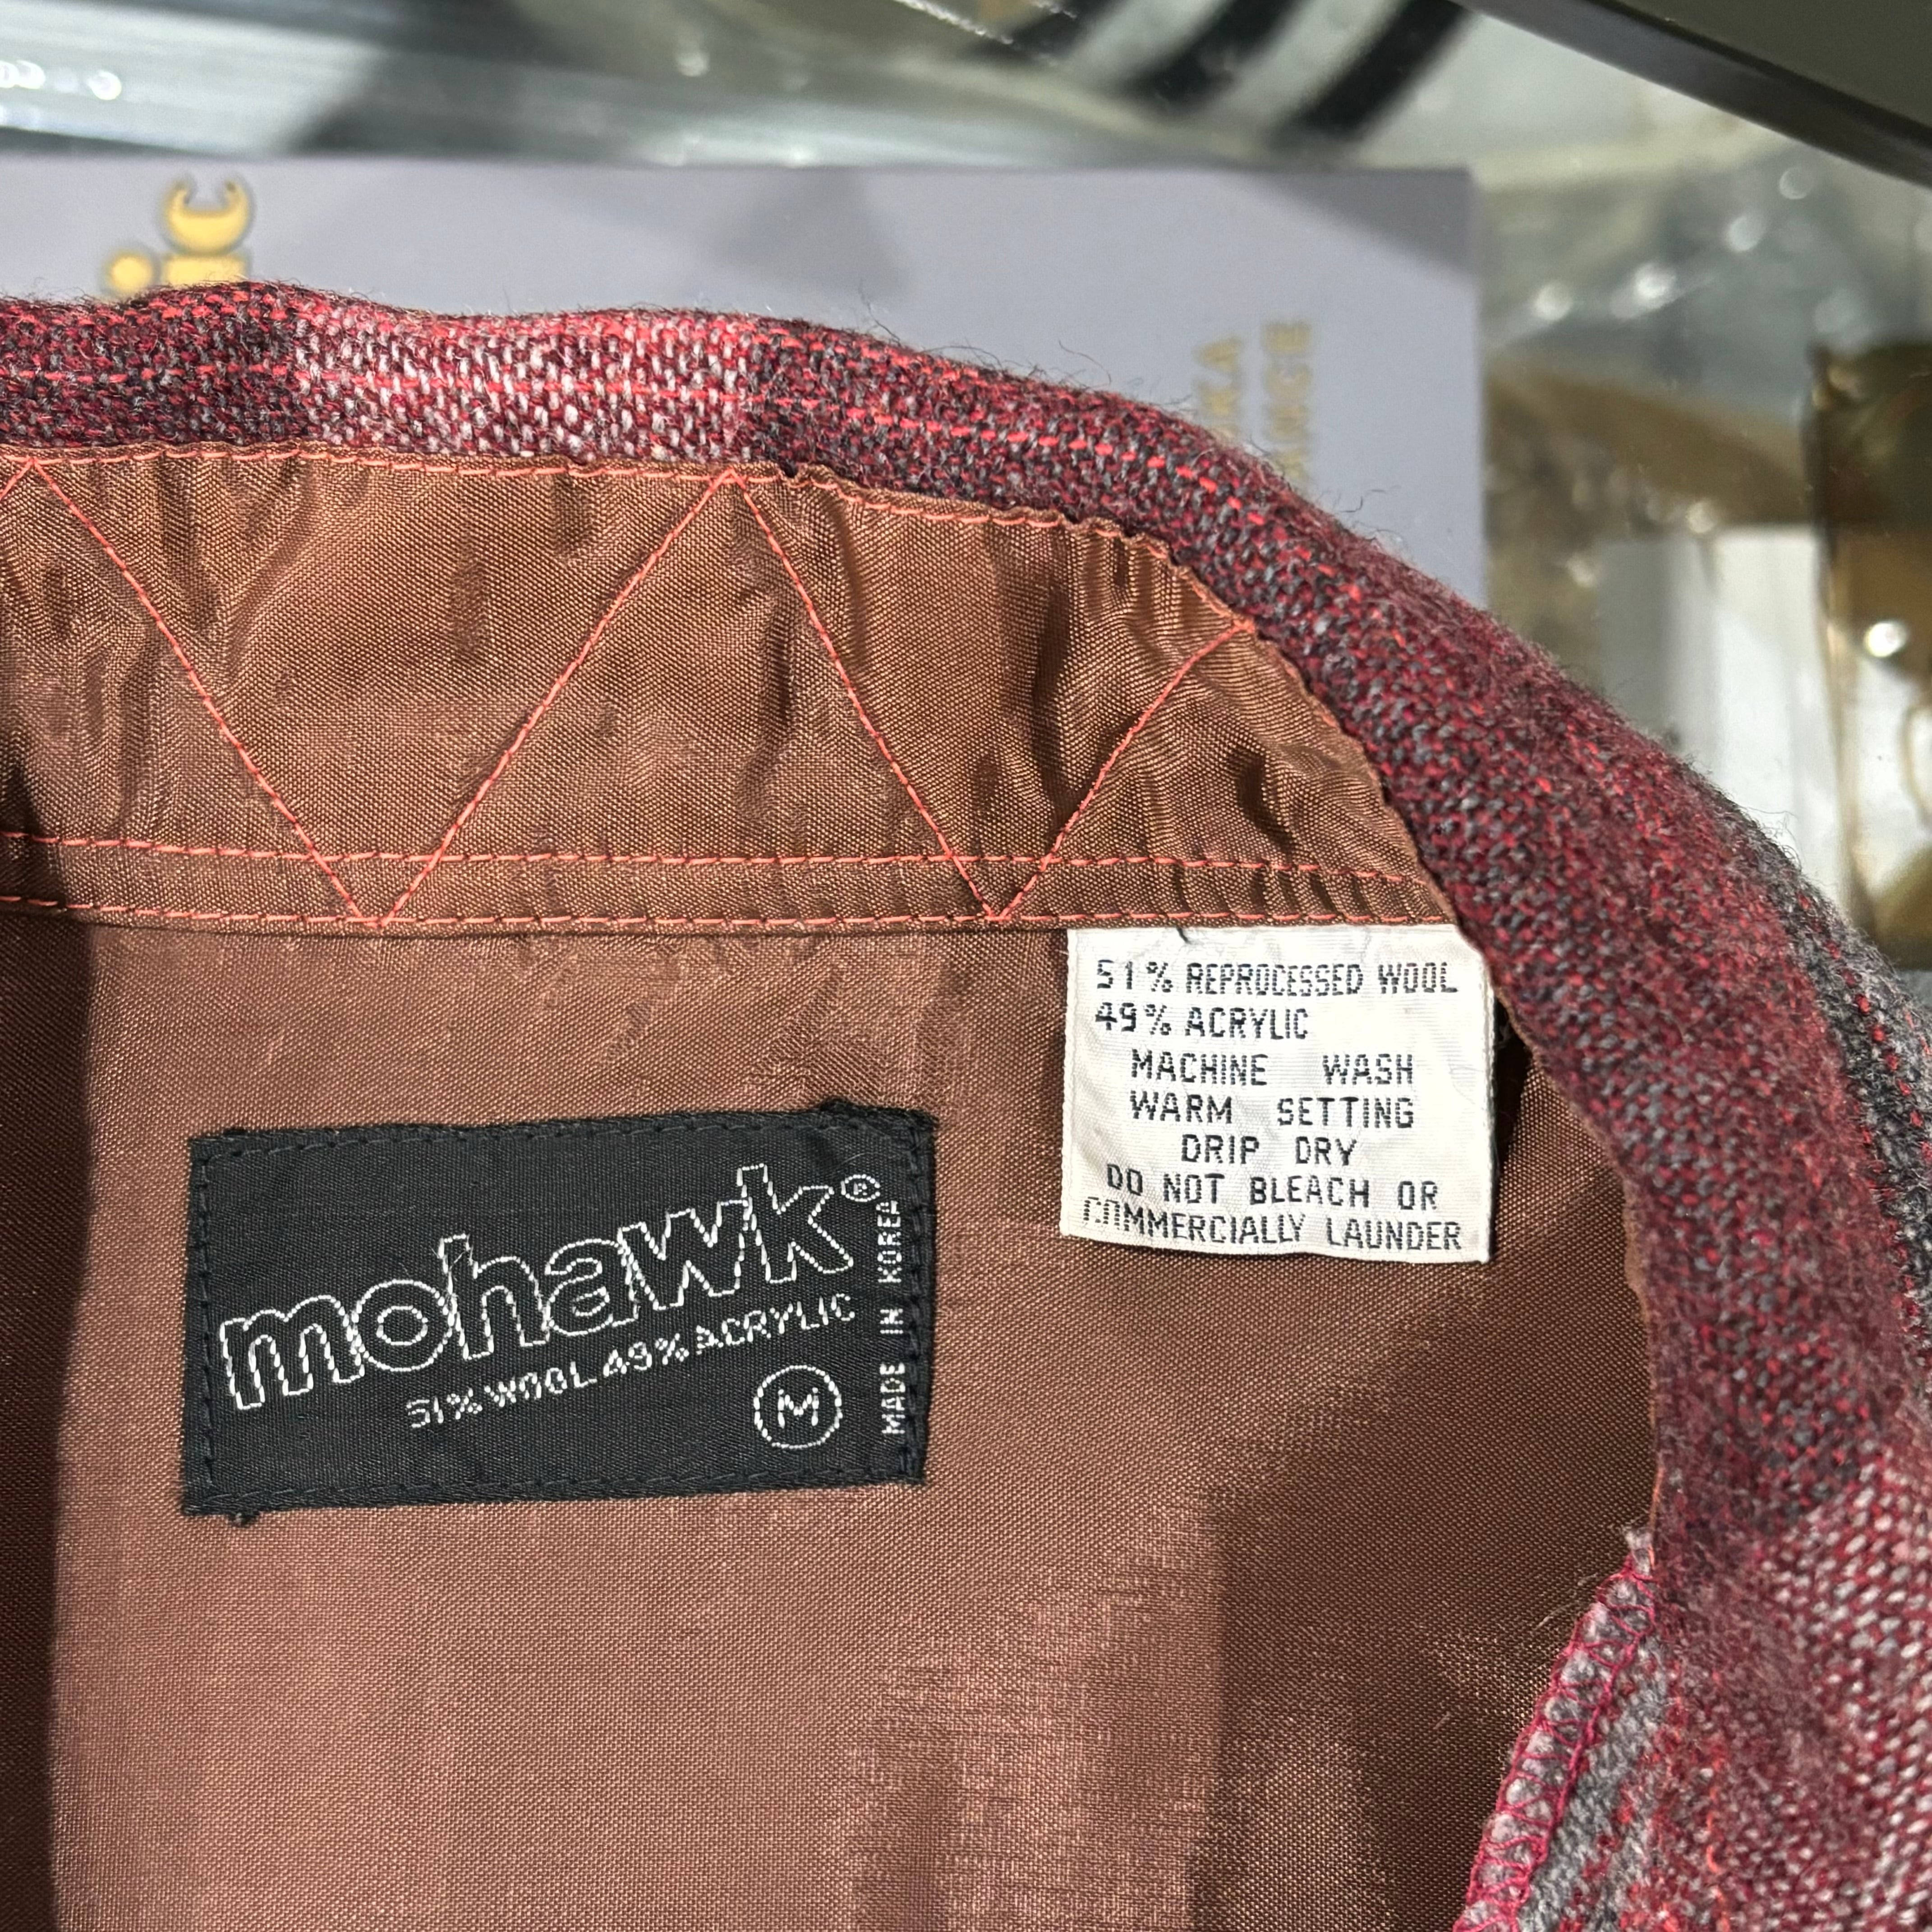 mohawk®
51% WOOL 49% ACRYLIC
M
MADE IN KOREA
51% REPROCESSED WOOL
49% ACRYLIC
MACHINE WASH
WARM SETTING
DRIP DRY
DO NOT BLEACH OR
COMMERCIALLY LAUNDER